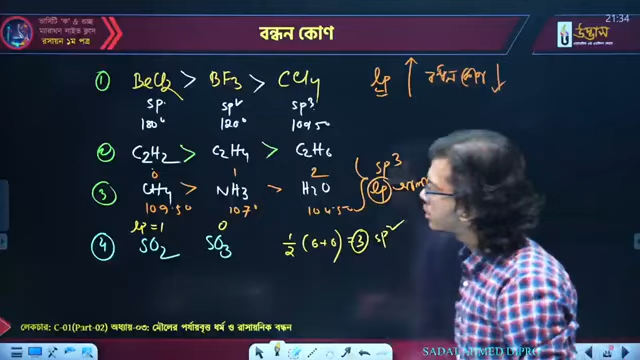 ভার্সিটি 'ক' ও গুচ্ছ
ম্যারাথন লাইভ ক্লাস
রসায়ন ১ম পত্র
বন্ধন কোণ
উদ্ভাস
21:34
① BeCl2 > BF3 > CCl4
sp sp² sp3
180° 120° 109.5°
lp ↑ বন্ধন কোণ ↓
② C2H2 > C2H4 > C2H6
0 1 2
③ CH4 > NH3 > H2O
109.5° 107° 104.5°
sp3
lp
lp = 1 0
④ SO2 SO3 1/2 (6+0) = ③ sp² ✓
লেকচার: C-01(Part-02) অধ্যায়-০৩: মৌলের পর্যায়বৃত্ত ধর্ম ও রাসায়নিক বন্ধন
SADAT AHMED DIPRO